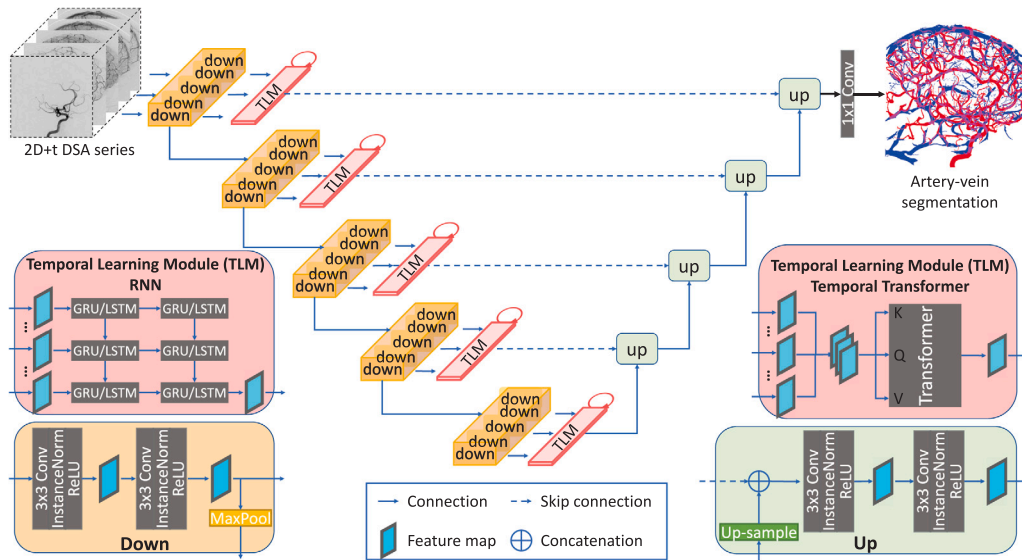 2D+t DSA series
down
down
down
down
TLM
up
1x1 Conv
Artery-vein
segmentation
down
down
down
down
TLM
up
down
down
down
down
TLM
up
down
down
down
down
TLM
up
down
down
down
down
TLM
Temporal Learning Module (TLM)
RNN
GRU/LSTM
GRU/LSTM
...
GRU/LSTM
GRU/LSTM
...
GRU/LSTM
GRU/LSTM
Temporal Learning Module (TLM)
Temporal Transformer
...
...
K
Q
V
Transformer
3x3 Conv
InstanceNorm
ReLU
3x3 Conv
InstanceNorm
ReLU
MaxPool
Down
Connection
Skip connection
Feature map
Concatenation
Up-sample
3x3 Conv
InstanceNorm
ReLU
3x3 Conv
InstanceNorm
ReLU
Up